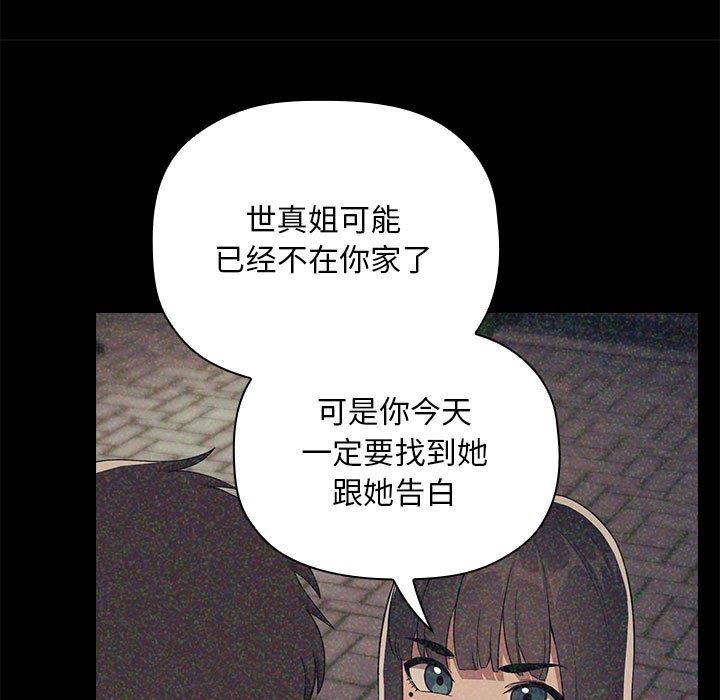 世真姐可能
已经不在你家了
可是你今天
一定要找到她
跟她告白